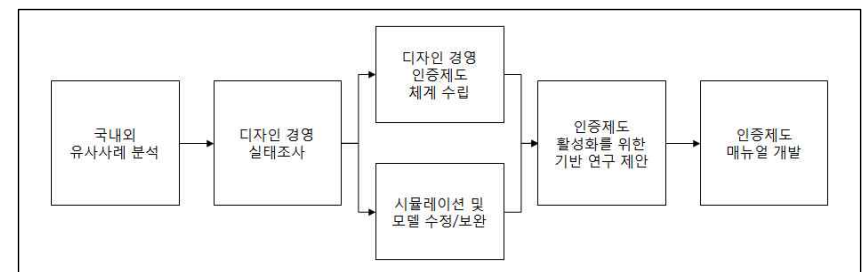 국내외
유사사례 분석
디자인 경영
실태조사
디자인 경영
인증제도
체계 수립
시뮬레이션 및
모델 수정/보완
인증제도
활성화를 위한
기반 연구 제안
인증제도
매뉴얼 개발